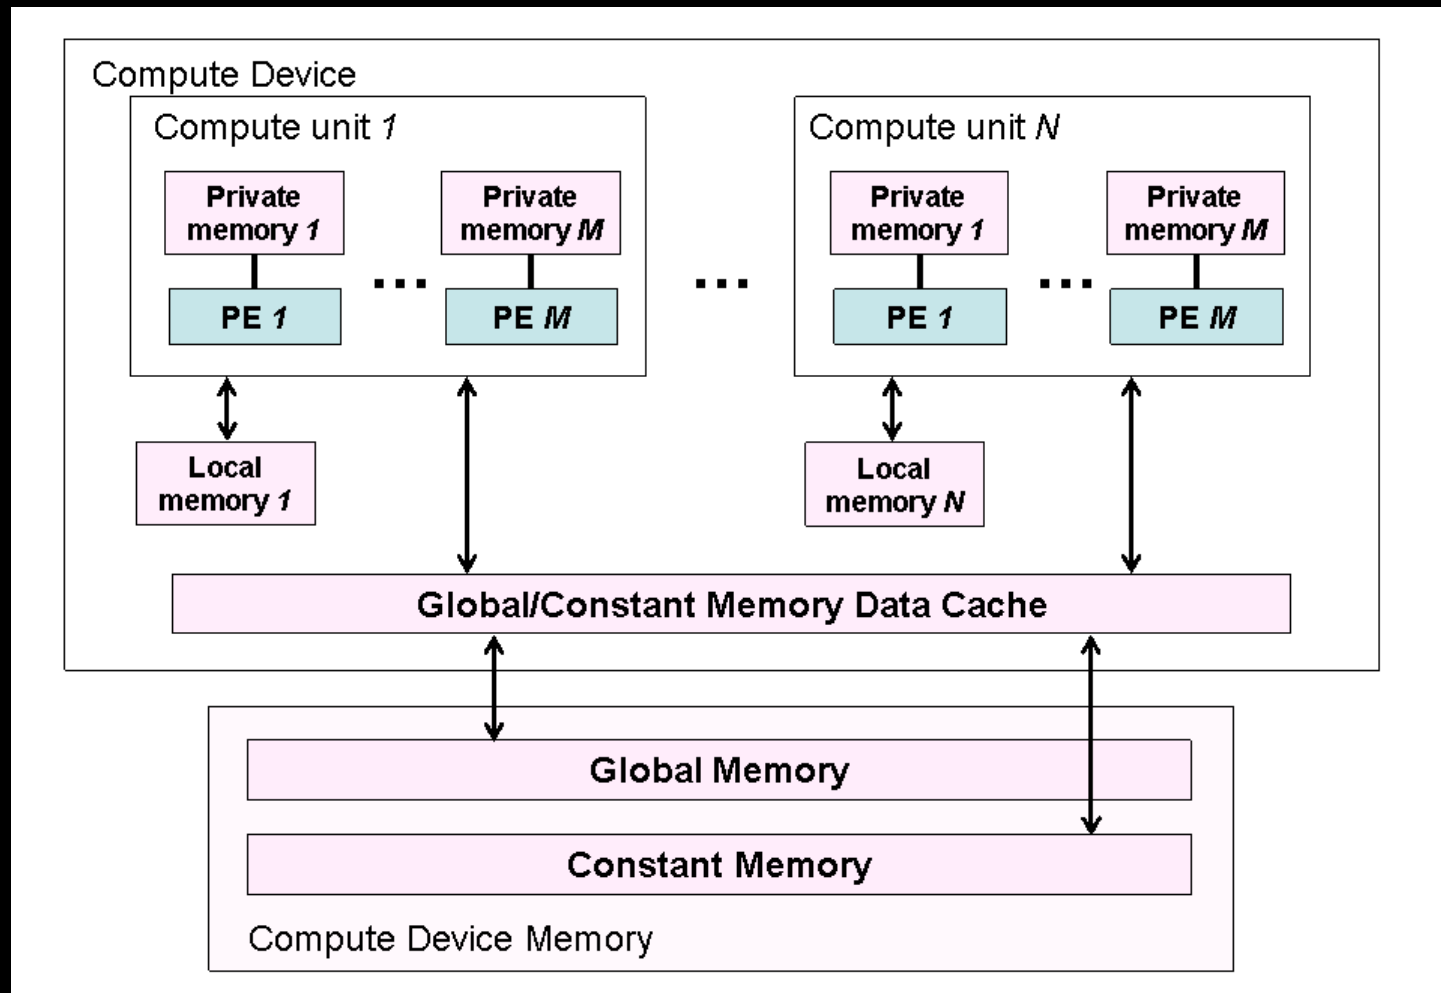 Compute Device
Compute unit 1
Compute unit N
Private
memory 1
Private
memory M
Private
memory 1
Private
memory M
...
...
...
PE 1
PE M
PE 1
PE M
Local
memory 1
Local
memory N
Global/Constant Memory Data Cache
Global Memory
Constant Memory
Compute Device Memory